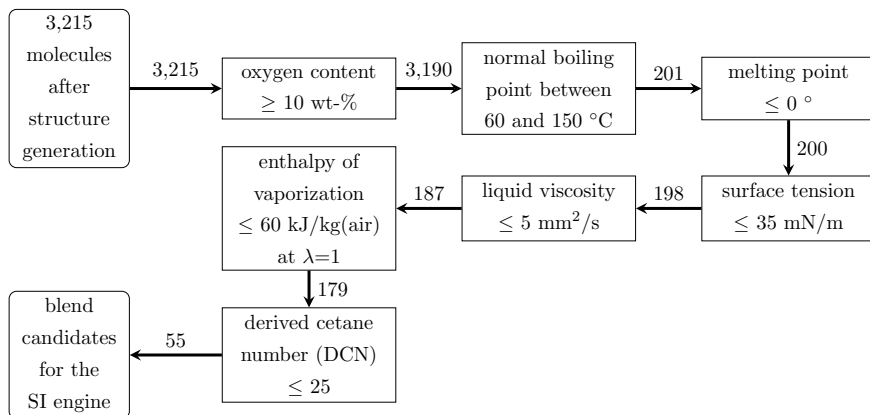 3,215
molecules
after
structure
generation
3,215
oxygen content
≥ 10 wt-%
3,190
normal boiling
point between
60 and 150 °C
201
melting point
≤ 0 °
200
surface tension
≤ 35 mN/m
198
liquid viscosity
≤ 5 mm²/s
187
enthalpy of
vaporization
≤ 60 kJ/kg(air)
at λ=1
179
derived cetane
number (DCN)
≤ 25
55
blend
candidates
for the
SI engine